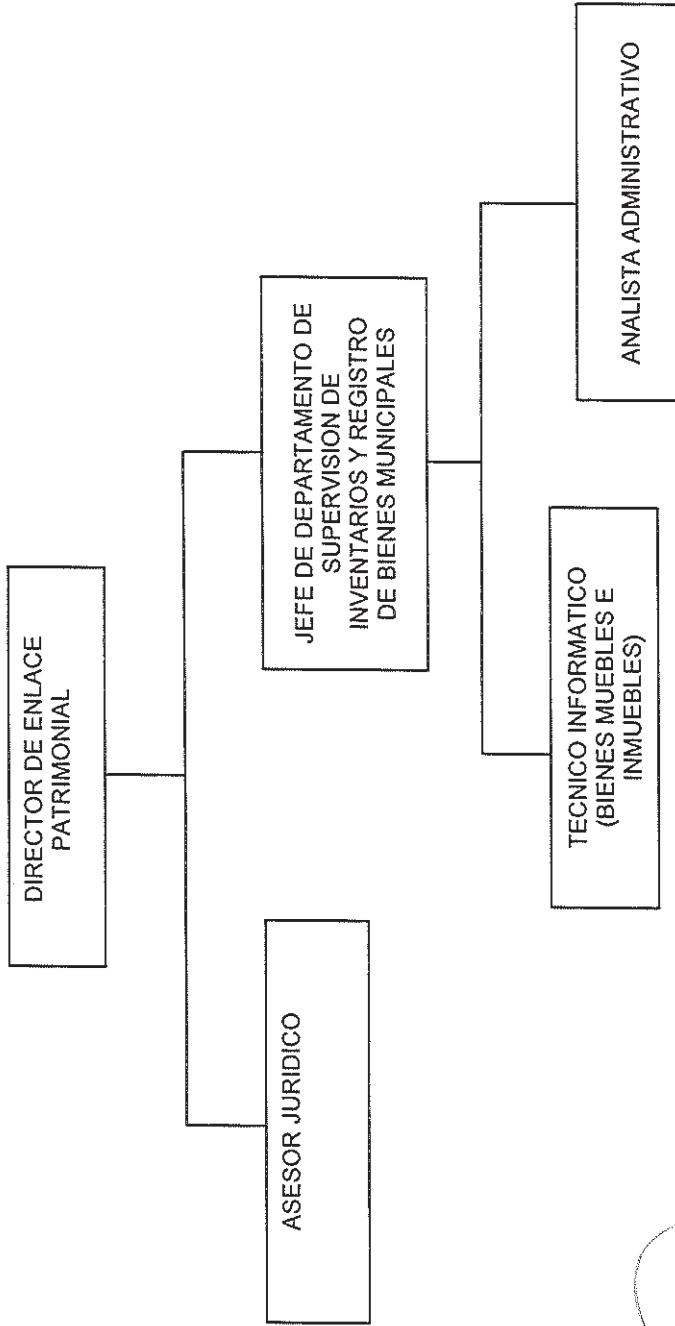 DIRECTOR DE ENLACE
PATRIMONIAL
ASESOR JURIDICO
JEFE DE DEPARTAMENTO DE
SUPERVISION DE
INVENTARIOS Y REGISTRO
DE BIENES MUNICIPALES
TECNICO INFORMATICO
(BIENES MUEBLES E
INMUEBLES)
ANALISTA ADMINISTRATIVO